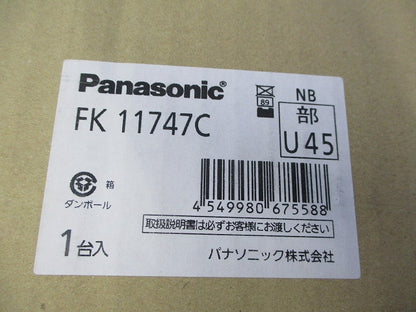 Panasonic®
FK 11747C
89
NB
部
U 45
箱
ダンボール
4 549980 675588
取扱説明書は必ずお客様にお渡しください
1台入
パナソニック株式会社